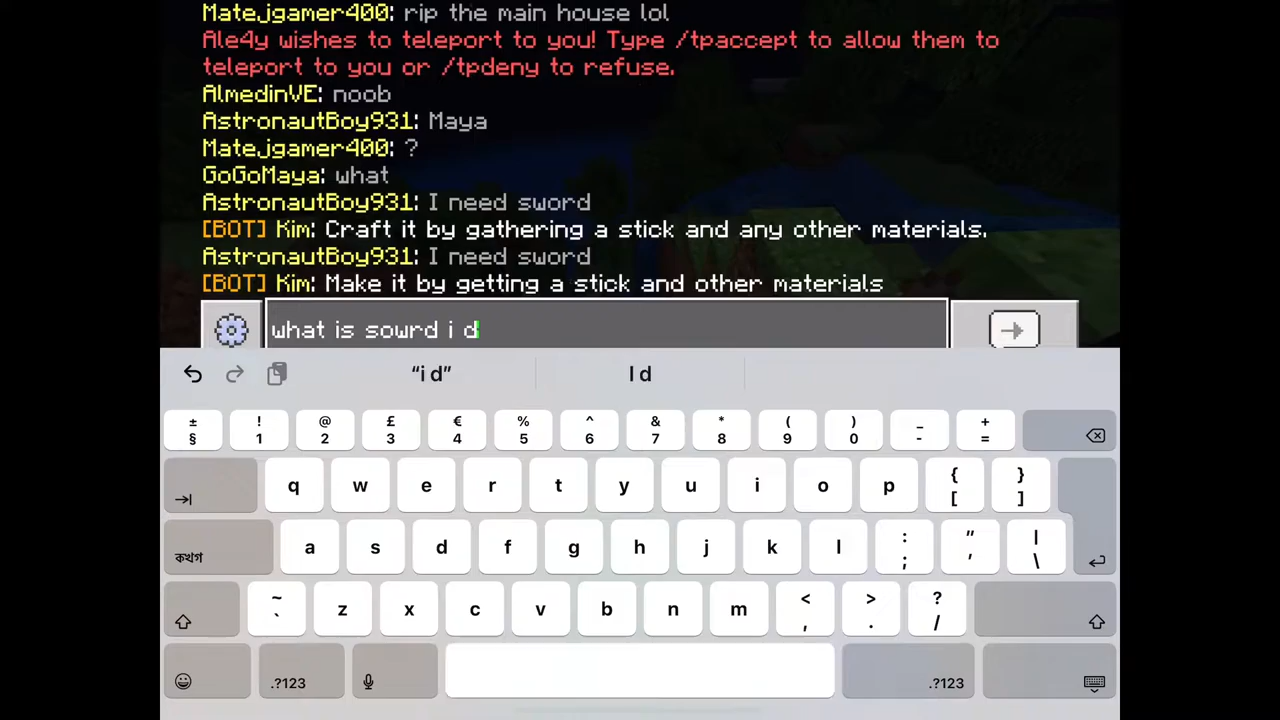 Matejgamer400: rip the main house lol
Ale4y wishes to teleport to you! Type /tpaccept to allow them to
teleport to you or /tpdeny to refuse.
AlmedinVE: noob
AstronautBoy931: Maya
Matejgamer400: ?
GoGoMaya: what
AstronautBoy931: I need sword
[BOT] Kim: Craft it by gathering a stick and any other materials.
AstronautBoy931: I need sword
[BOT] Kim: Make it by getting a stick and other materials
what is sowrd i d
“i d” I d
± ! @ £ € % ^ & * ( ) _ +
§ 1 2 3 4 5 6 7 8 9 0 - =
q w e r t y u i o p { [ } ]
কখগ a s d f g h j k l : ; " ' | \
~ ` z x c v b n m < , > . ? /
.?123 .?123